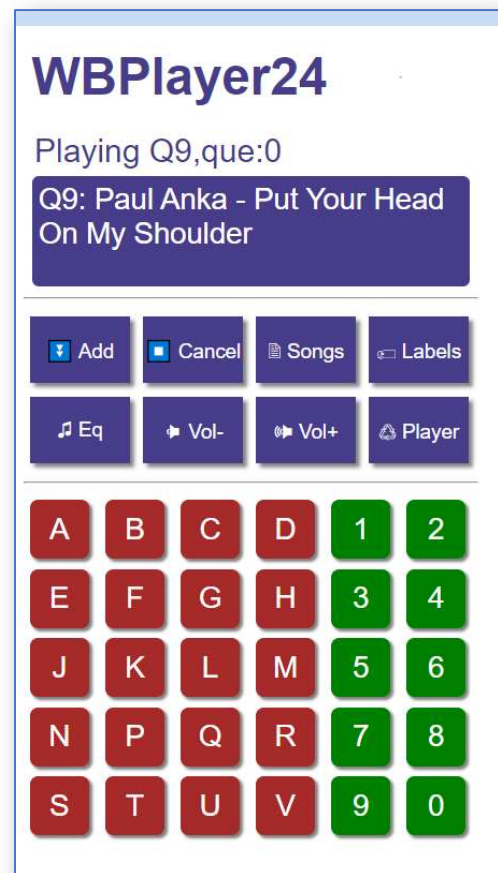 WBPlayer24
Playing Q9,que:0
Q9: Paul Anka - Put Your Head
On My Shoulder
Add Cancel Songs Labels
Eq Vol- Vol+ Player
A B C D 1 2
E F G H 3 4
J K L M 5 6
N P Q R 7 8
S T U V 9 0